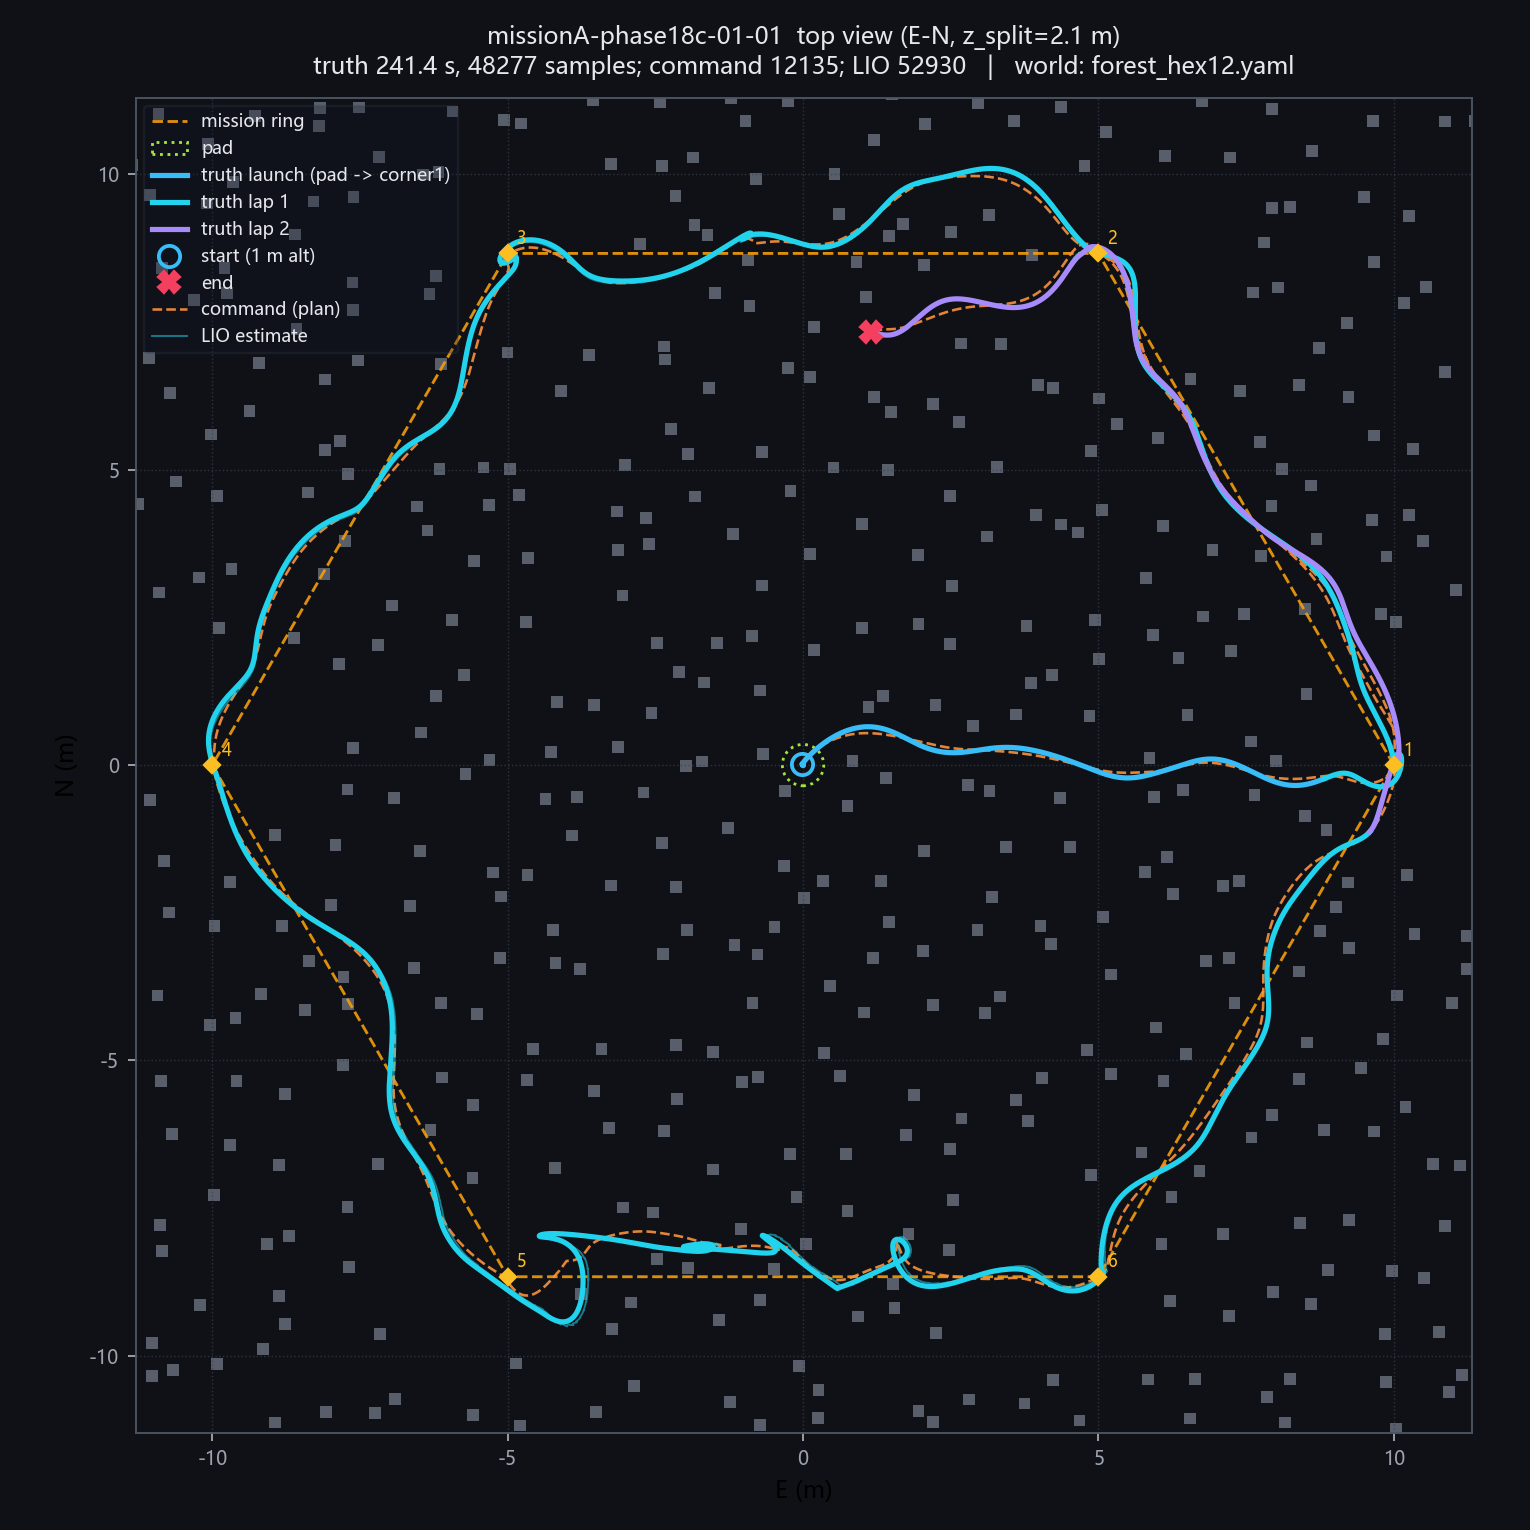 missionA-phase18c-01-01  top view (E-N, z_split=2.1 m)
truth 241.4 s, 48277 samples; command 12135; LIO 52930   |   world: forest_hex12.yaml
mission ring
pad
truth launch (pad -> corner1)
truth lap 1
truth lap 2
start (1 m alt)
end
command (plan)
LIO estimate
3
2
4
1
5
6
10
5
0
-5
-10
N (m)
-10
-5
0
5
10
E (m)